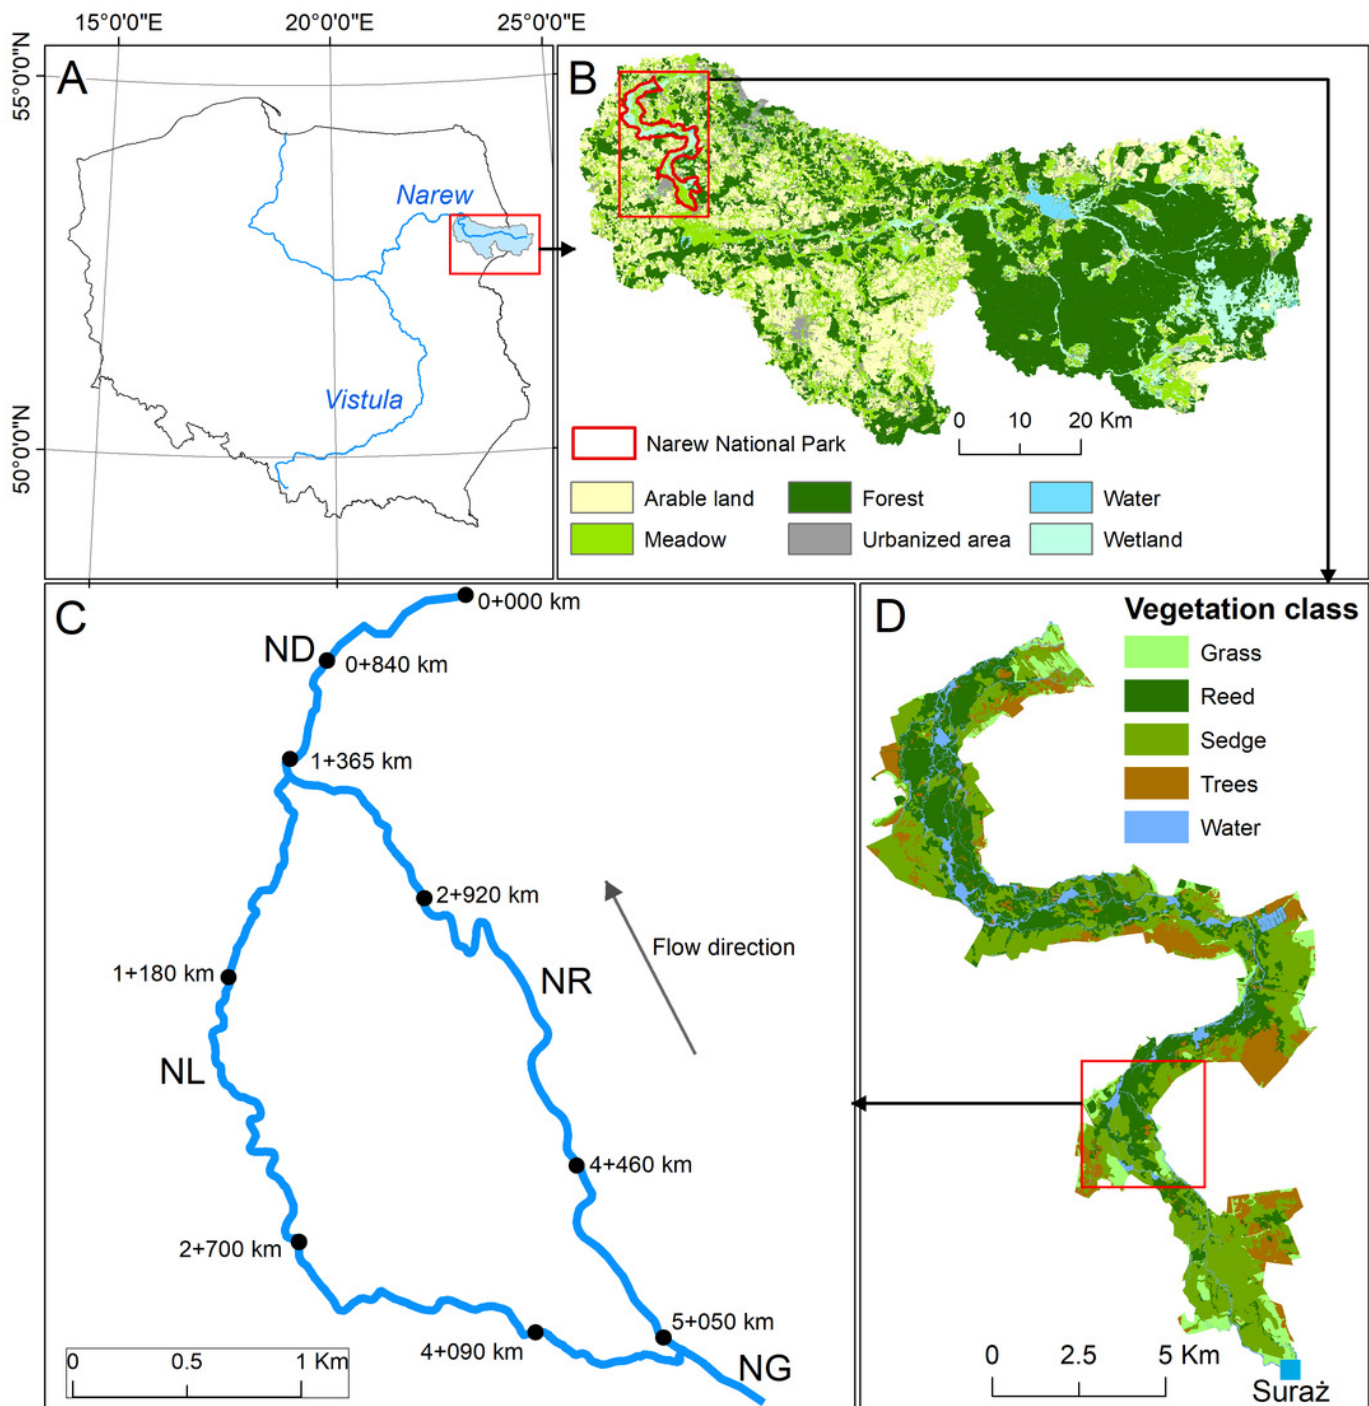 15°0'0"E
20°0'0"E
25°0'0"E
55°0'0"N
50°0'0"N
A
Narew
Vistula
B
0 10 20 Km
Narew National Park
Arable land
Forest
Water
Meadow
Urbanized area
Wetland
C
0+000 km
ND
0+840 km
1+365 km
2+920 km
Flow direction
1+180 km
NR
NL
4+460 km
2+700 km
5+050 km
4+090 km
NG
0 0.5 1 Km
D
Vegetation class
Grass
Reed
Sedge
Trees
Water
0 2.5 5 Km
Suraż